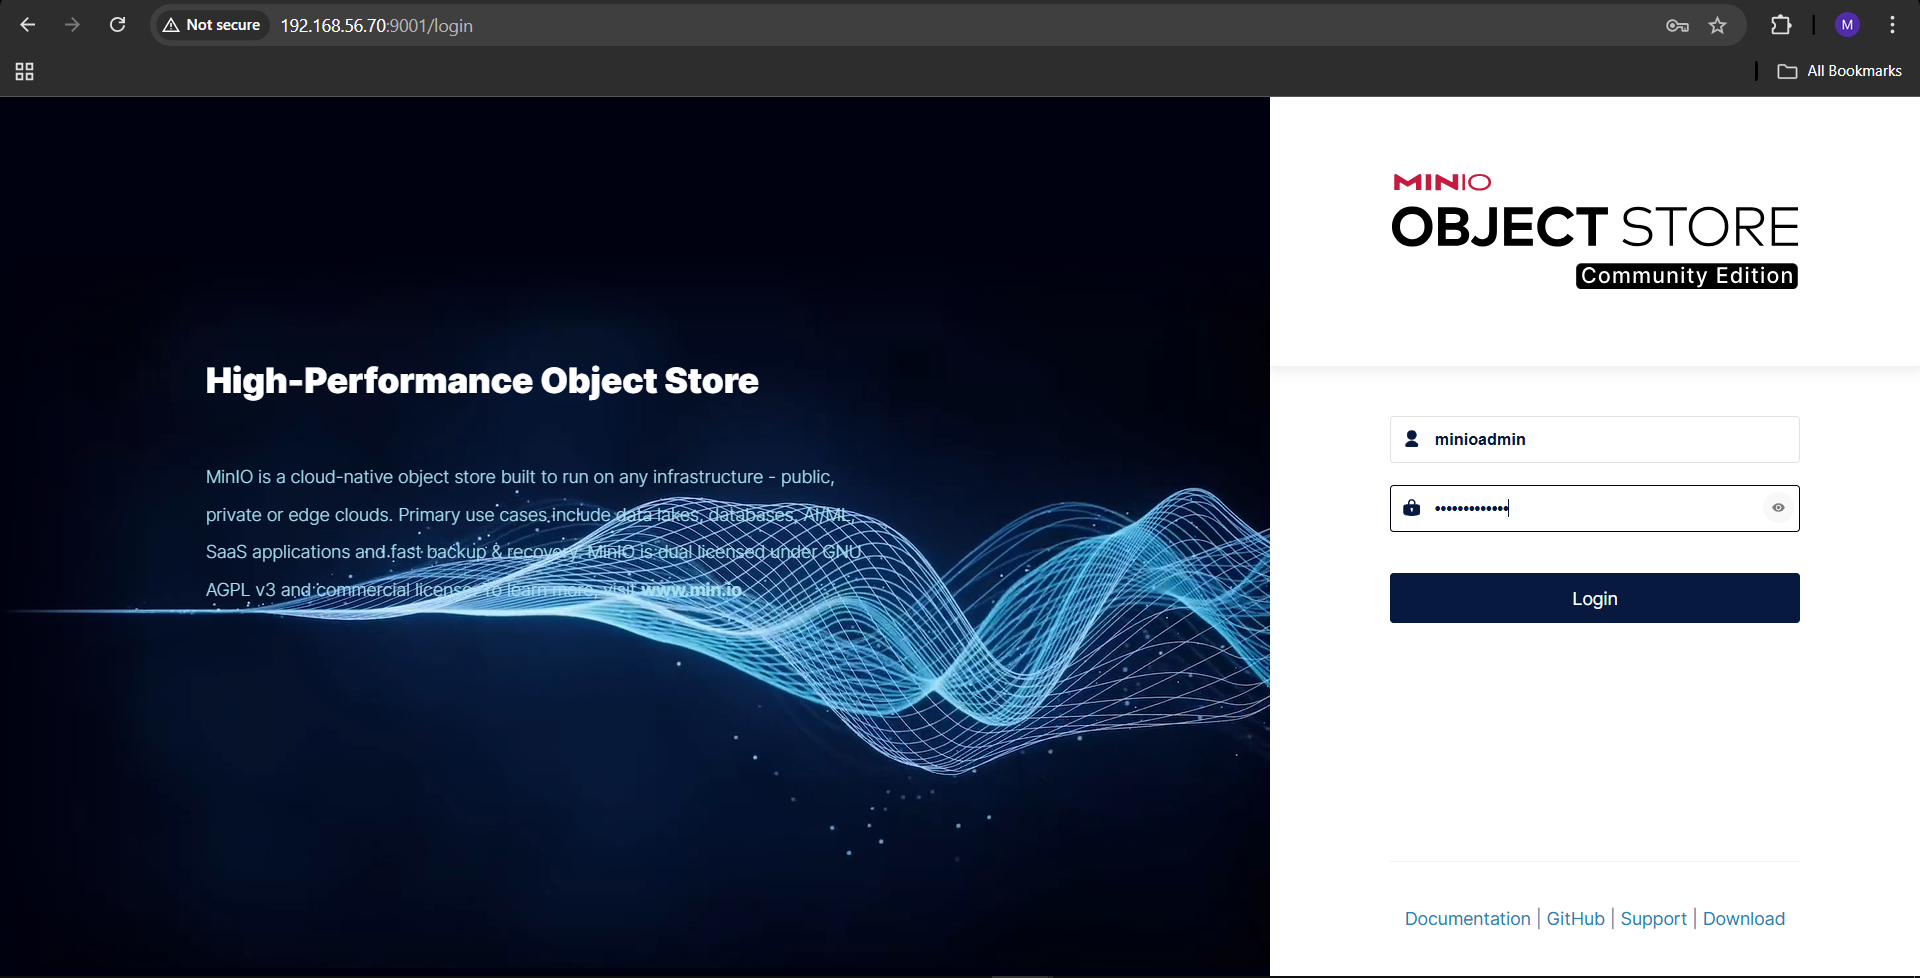 Not secure 192.168.56.70:9001/login
M
All Bookmarks
High-Performance Object Store
MinIO is a cloud-native object store built to run on any infrastructure - public,
private or edge clouds. Primary use cases include data lakes, databases, AI/ML,
SaaS applications and fast backup & recovery. MinIO is dual licensed under GNU
AGPL v3 and commercial license. To learn more, visit www.min.io.
MINIO
OBJECT STORE
Community Edition
minioadmin
•••••••••••••
Login
Documentation | GitHub | Support | Download